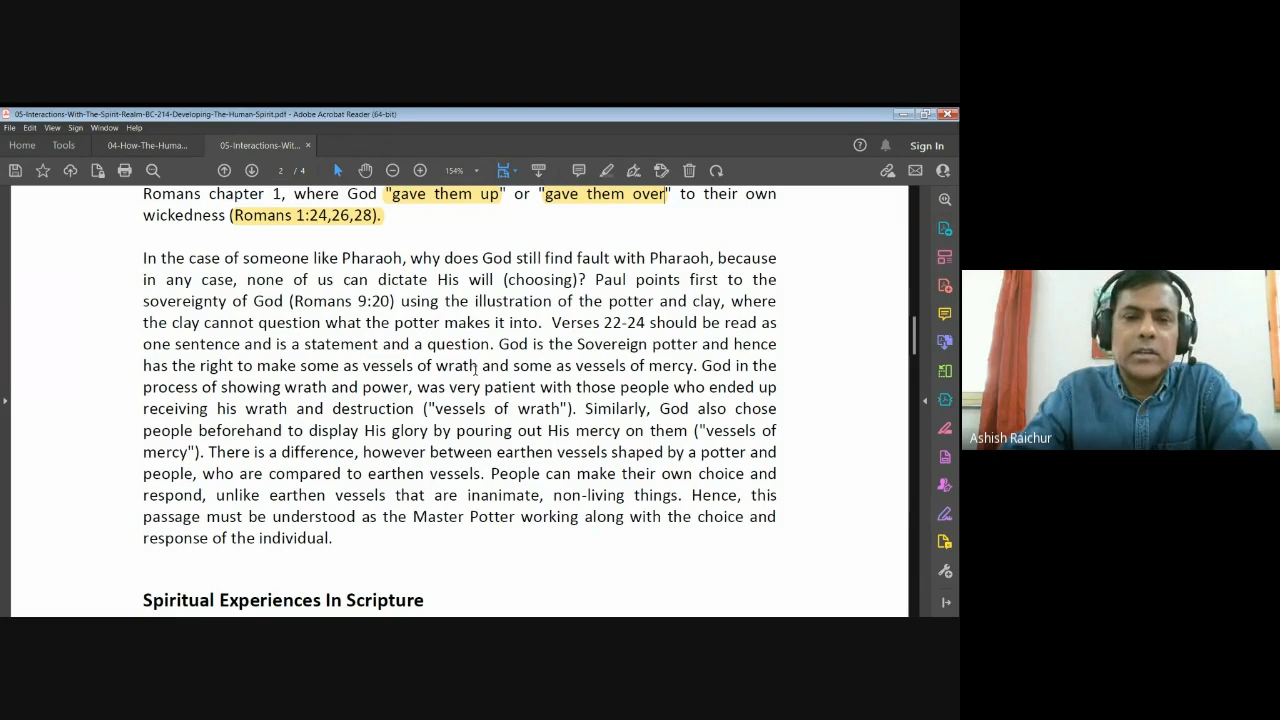 05-Interactions-With-The-Spirit-Realm-BC-214-Developing-The-Human-Spirit.pdf - Adobe Acrobat Reader (64-bit)
File Edit View Sign Window Help
Home Tools 04-How-The-Huma... 05-Interactions-Wit... × Sign In
2 / 4 154%
Romans chapter 1, where God "gave them up" or "gave them over" to their own
wickedness (Romans 1:24,26,28).
In the case of someone like Pharaoh, why does God still find fault with Pharaoh, because
in any case, none of us can dictate His will (choosing)? Paul points first to the
sovereignty of God (Romans 9:20) using the illustration of the potter and clay, where
the clay cannot question what the potter makes it into. Verses 22-24 should be read as
one sentence and is a statement and a question. God is the Sovereign potter and hence
has the right to make some as vessels of wrath and some as vessels of mercy. God in the
process of showing wrath and power, was very patient with those people who ended up
receiving his wrath and destruction ("vessels of wrath"). Similarly, God also chose
people beforehand to display His glory by pouring out His mercy on them ("vessels of
mercy"). There is a difference, however between earthen vessels shaped by a potter and
people, who are compared to earthen vessels. People can make their own choice and
respond, unlike earthen vessels that are inanimate, non-living things. Hence, this
passage must be understood as the Master Potter working along with the choice and
response of the individual.
Spiritual Experiences In Scripture
Ashish Raichur